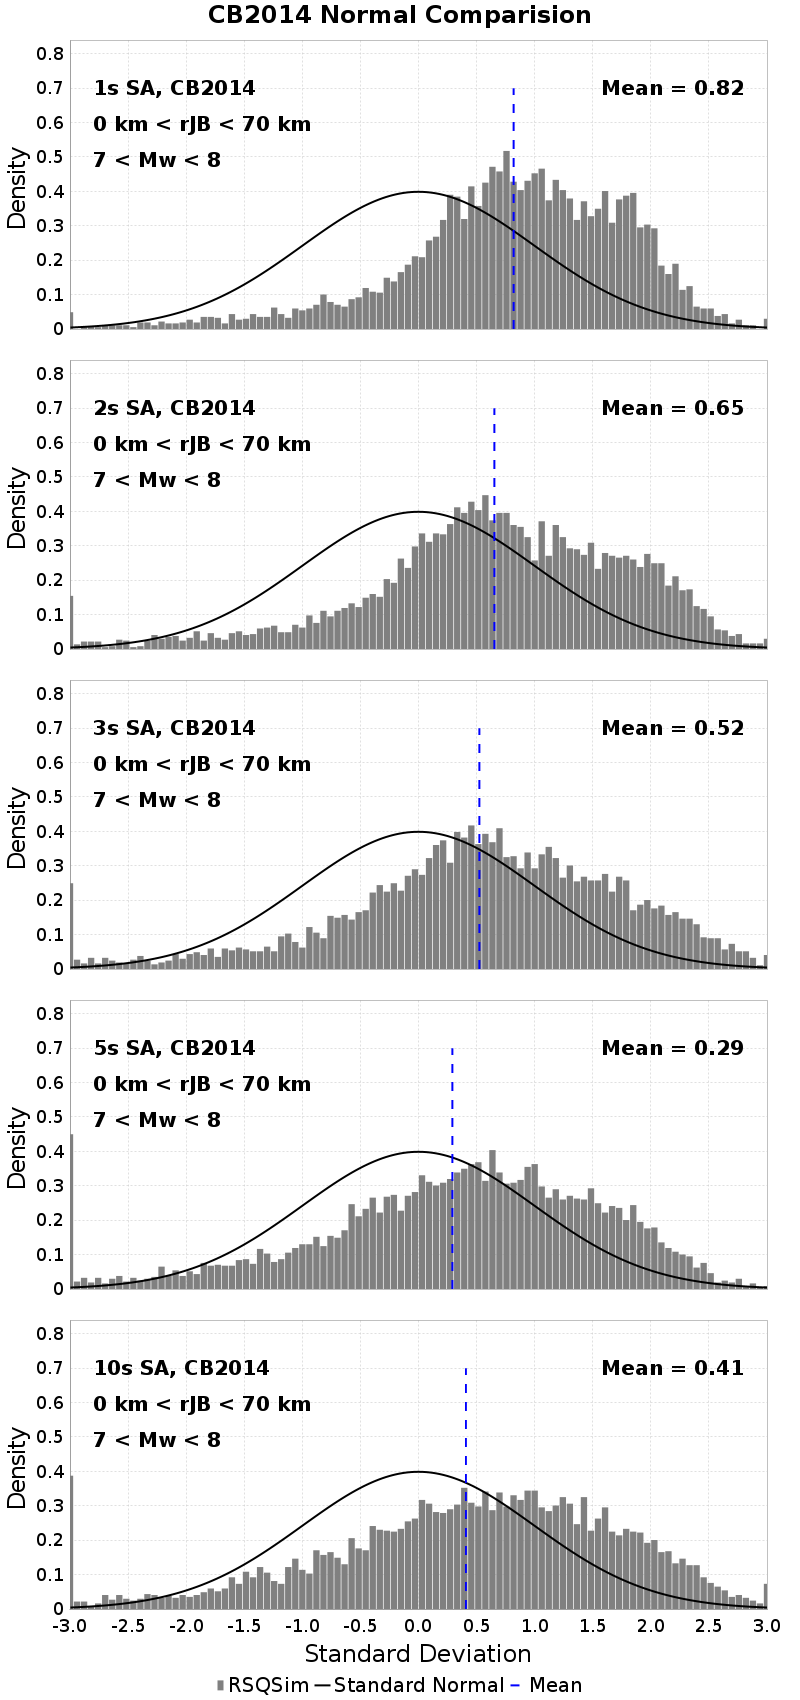 CB2014 Normal Comparision
0.8
0.7
0.6
0.5
0.4
0.3
0.2
0.1
0
Density
1s SA, CB2014
0 km < rJB < 70 km
7 < Mw < 8
Mean = 0.82
0.8
0.7
0.6
0.5
0.4
0.3
0.2
0.1
0
Density
2s SA, CB2014
0 km < rJB < 70 km
7 < Mw < 8
Mean = 0.65
0.8
0.7
0.6
0.5
0.4
0.3
0.2
0.1
0
Density
3s SA, CB2014
0 km < rJB < 70 km
7 < Mw < 8
Mean = 0.52
0.8
0.7
0.6
0.5
0.4
0.3
0.2
0.1
0
Density
5s SA, CB2014
0 km < rJB < 70 km
7 < Mw < 8
Mean = 0.29
0.8
0.7
0.6
0.5
0.4
0.3
0.2
0.1
0
Density
10s SA, CB2014
0 km < rJB < 70 km
7 < Mw < 8
Mean = 0.41
-3.0 -2.5 -2.0 -1.5 -1.0 -0.5 0.0 0.5 1.0 1.5 2.0 2.5 3.0
Standard Deviation
RSQSim Standard Normal Mean